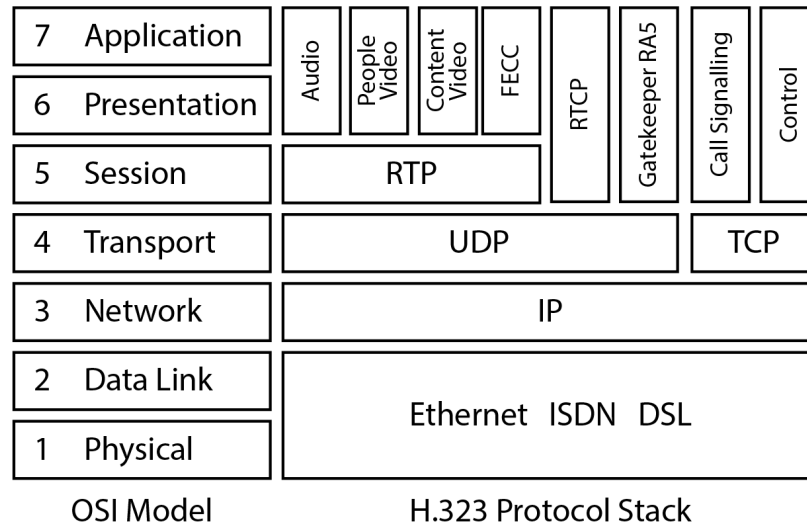 7 Application
6 Presentation
5 Session
4 Transport
3 Network
2 Data Link
1 Physical
OSI Model
Audio
People
Video
Content
Video
FECC
RTCP
Gatekeeper RA5
Call Signalling
Control
RTP
UDP
TCP
IP
Ethernet ISDN DSL
H.323 Protocol Stack